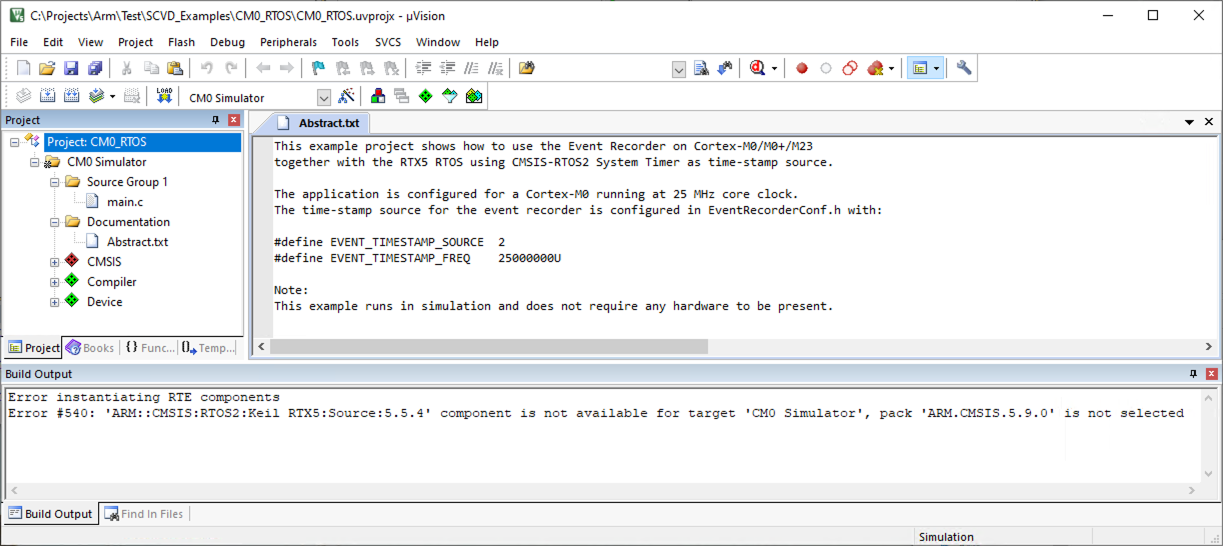 C:\Projects\Arm\Test\SCVD_Examples\CM0_RTOS\CM0_RTOS.uvprojx - µVision
File Edit View Project Flash Debug Peripherals Tools SVCS Window Help
LOAD
CM0 Simulator
Project
Project: CM0_RTOS
CM0 Simulator
Source Group 1
main.c
Documentation
Abstract.txt
CMSIS
Compiler
Device
Project Books {} Func... Temp...
Abstract.txt
This example project shows how to use the Event Recorder on Cortex-M0/M0+/M23
together with the RTX5 RTOS using CMSIS-RTOS2 System Timer as time-stamp source.
The application is configured for a Cortex-M0 running at 25 MHz core clock.
The time-stamp source for the event recorder is configured in EventRecorderConf.h with:
#define EVENT_TIMESTAMP_SOURCE  2
#define EVENT_TIMESTAMP_FREQ    25000000U
Note:
This example runs in simulation and does not require any hardware to be present.
Build Output
Error instantiating RTE components
Error #540: 'ARM::CMSIS:RTOS2:Keil RTX5:Source:5.5.4' component is not available for target 'CM0 Simulator', pack 'ARM.CMSIS.5.9.0' is not selected
Build Output Find In Files
Simulation